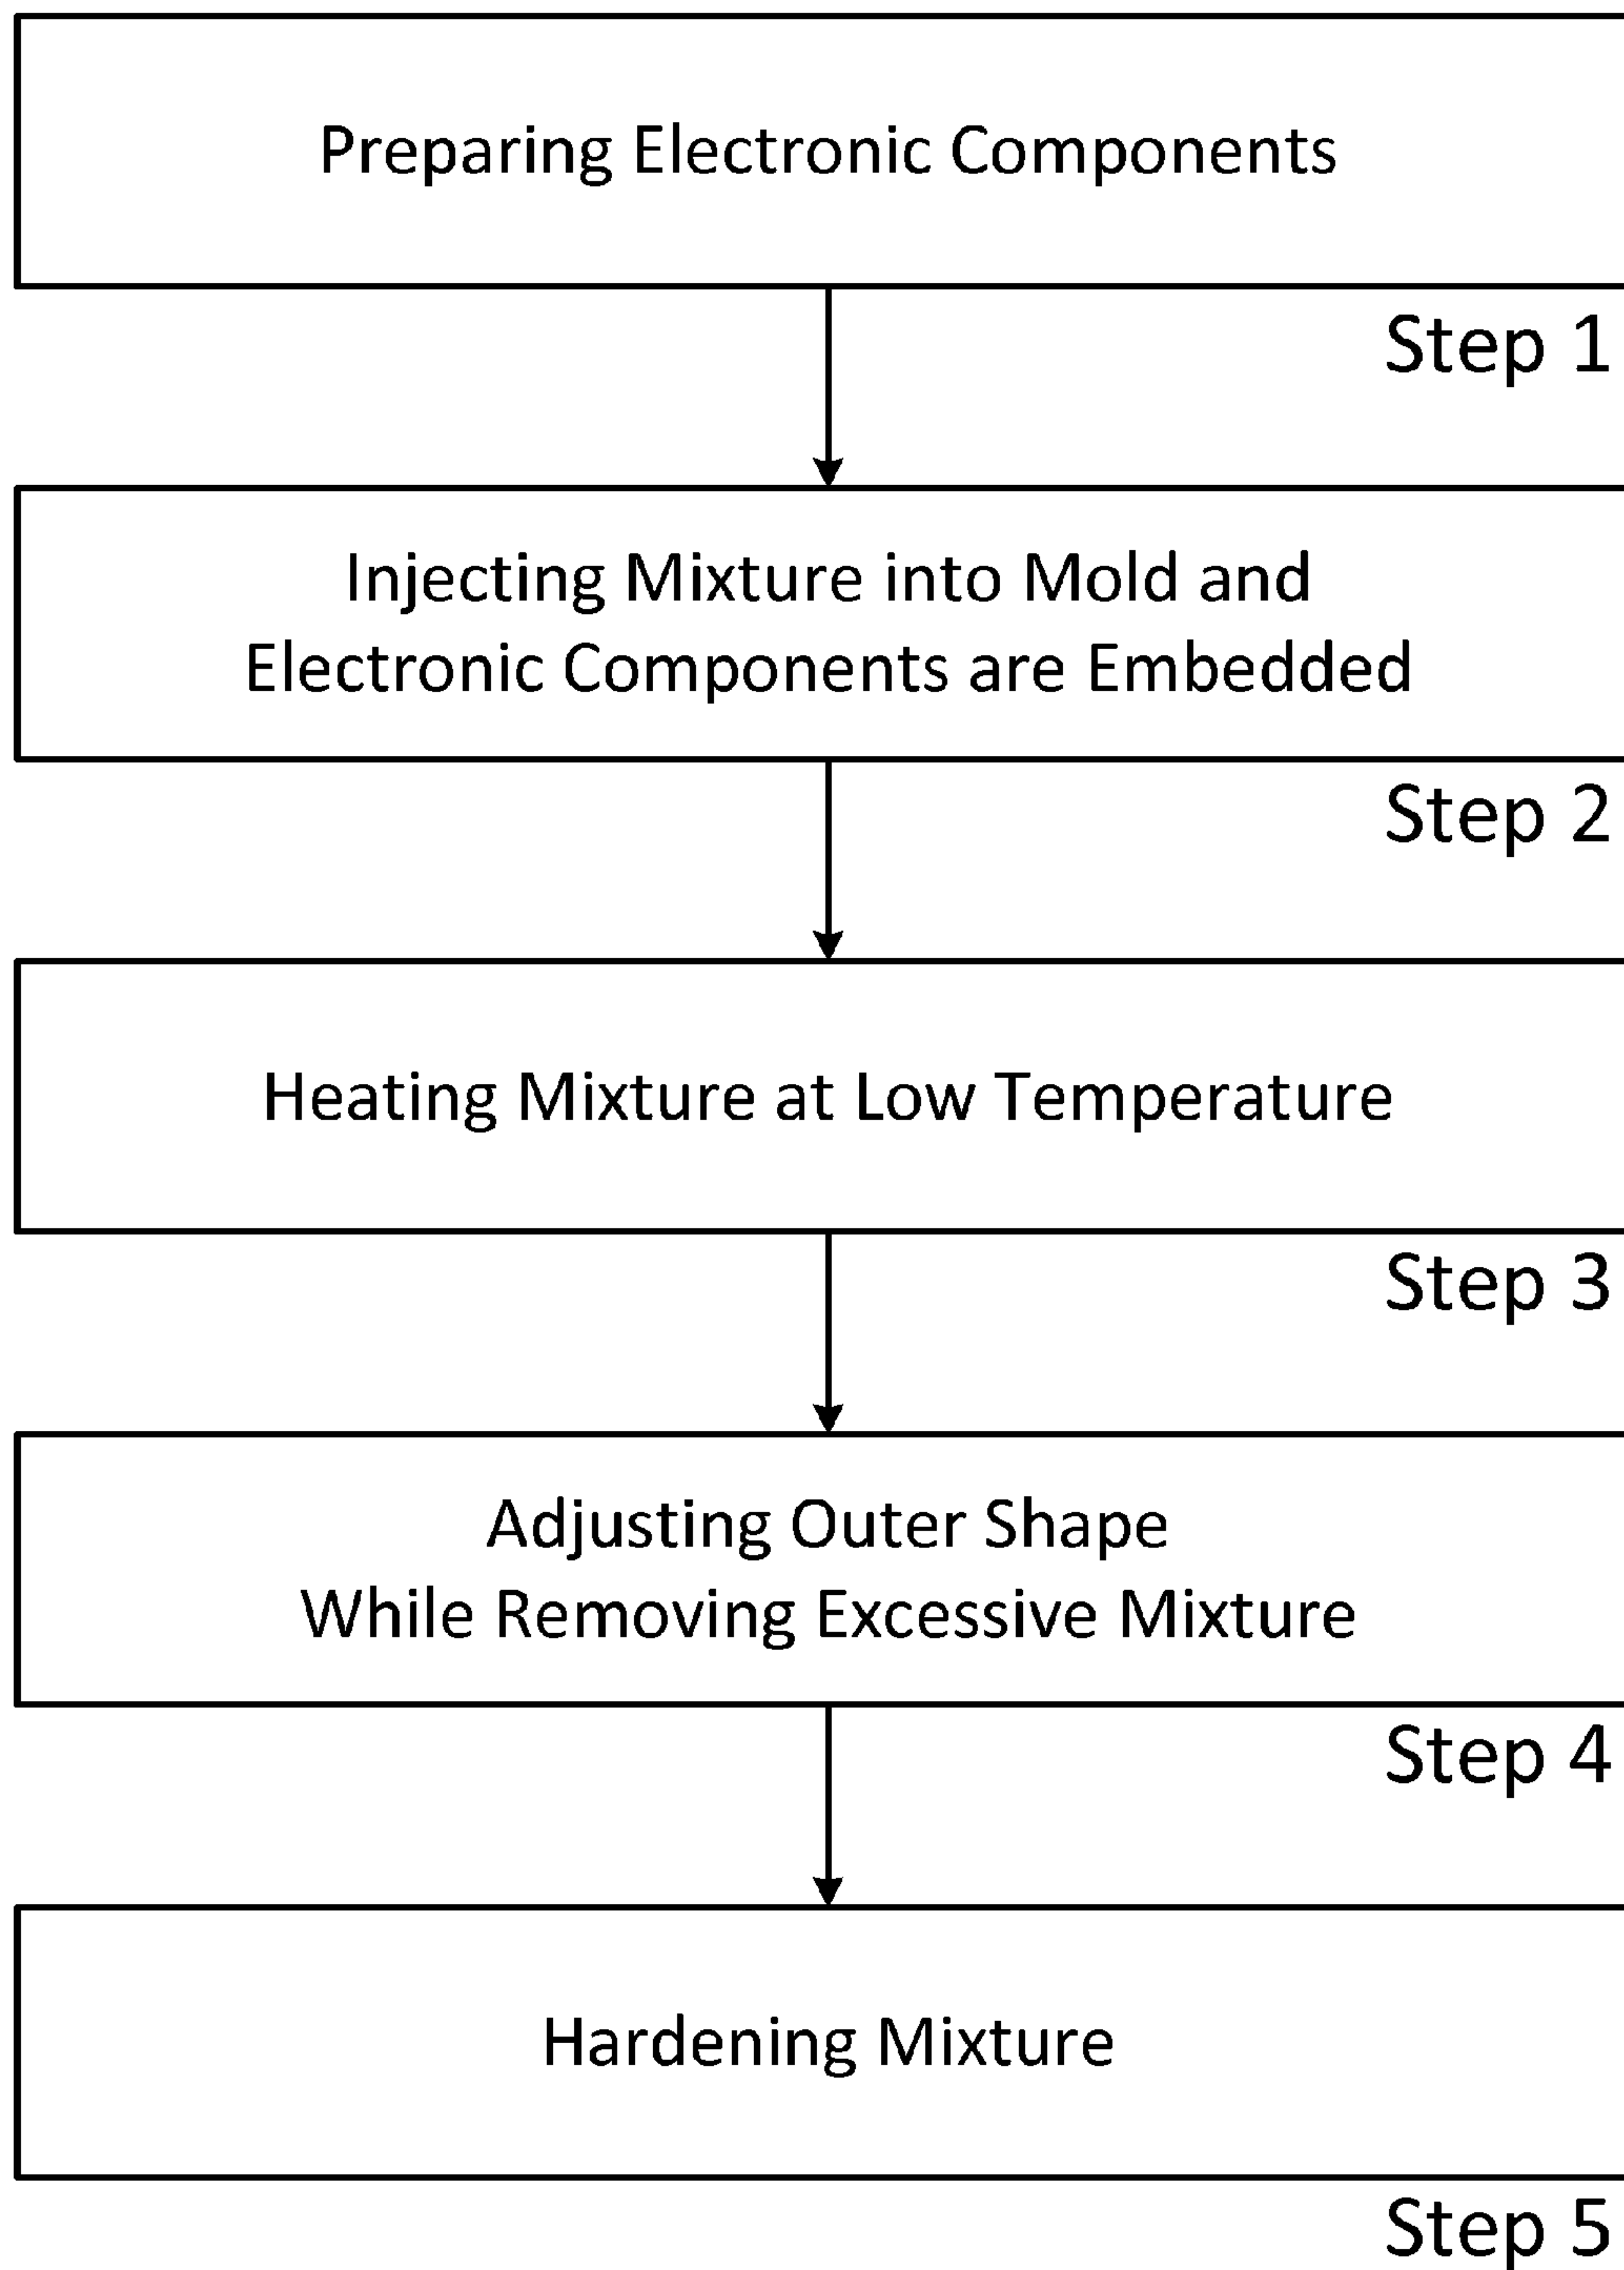 Preparing Electronic Components
Step 1
Injecting Mixture into Mold and
Electronic Components are Embedded
Step 2
Heating Mixture at Low Temperature
Step 3
Adjusting Outer Shape
While Removing Excessive Mixture
Step 4
Hardening Mixture
Step 5